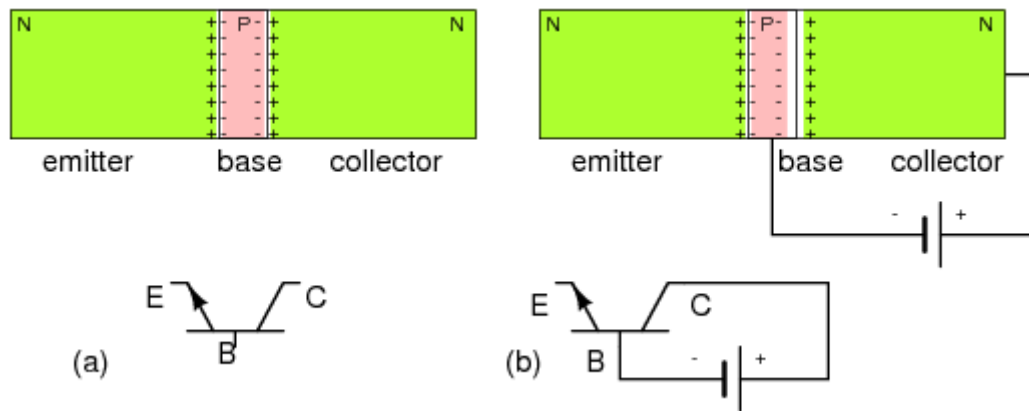 N P N
+ - - +
+ - - +
+ - - +
+ - - +
+ - - +
+ - - +
+ - - +
+ - - +
emitter base collector
N P N
+ - - +
+ - - +
+ - - +
+ - - +
+ - - +
+ - - +
+ - - +
+ - - +
emitter base collector
- +
E C
B
(a)
E C
B - +
(b)